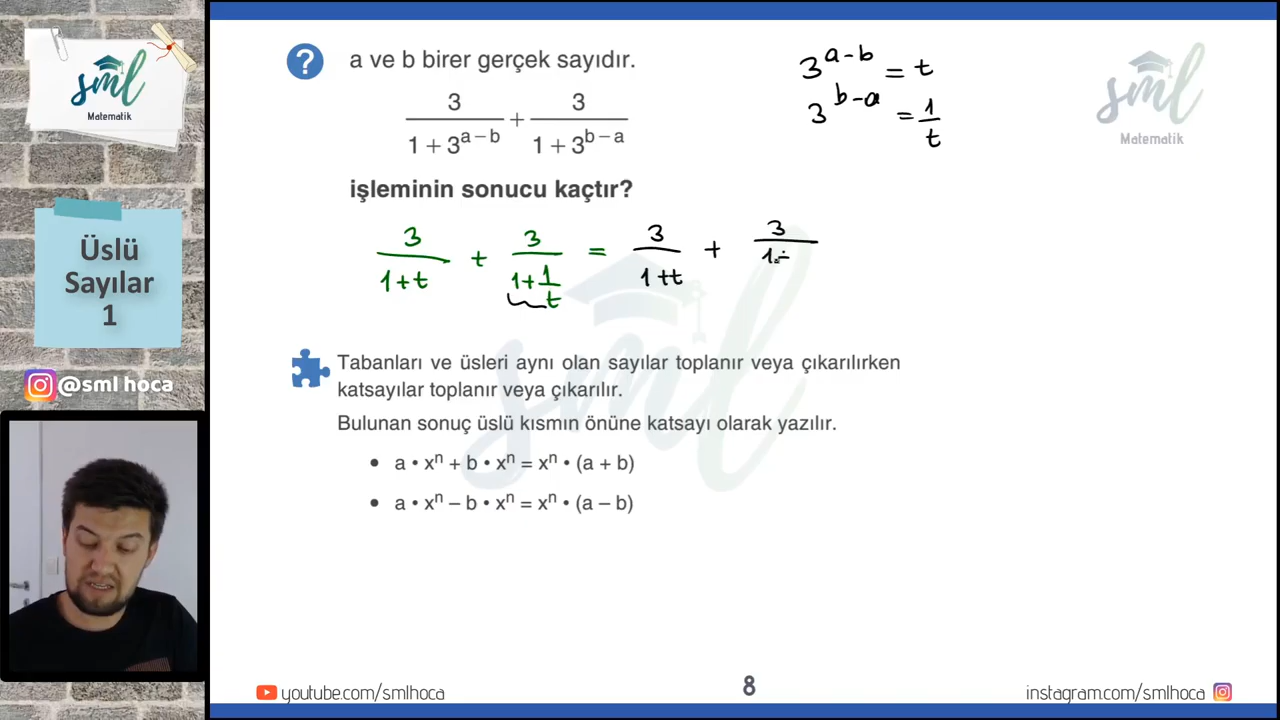 sml
Matematik
Üslü
Sayılar
1
@sml hoca
? a ve b birer gerçek sayıdır.
3/(1 + 3^(a – b)) + 3/(1 + 3^(b – a))
işleminin sonucu kaçtır?
3^(a–b) = t
3^(b–a) = 1/t
sml
Matematik
3/(1+t) + 3/(1+1/t) = 3/(1+t) + 3/1
Tabanları ve üsleri aynı olan sayılar toplanır veya çıkarılırken
katsayılar toplanır veya çıkarılır.
Bulunan sonuç üslü kısmın önüne katsayı olarak yazılır.
• a • x^n + b • x^n = x^n • (a + b)
• a • x^n – b • x^n = x^n • (a – b)
youtube.com/smlhoca
8
instagram.com/smlhoca